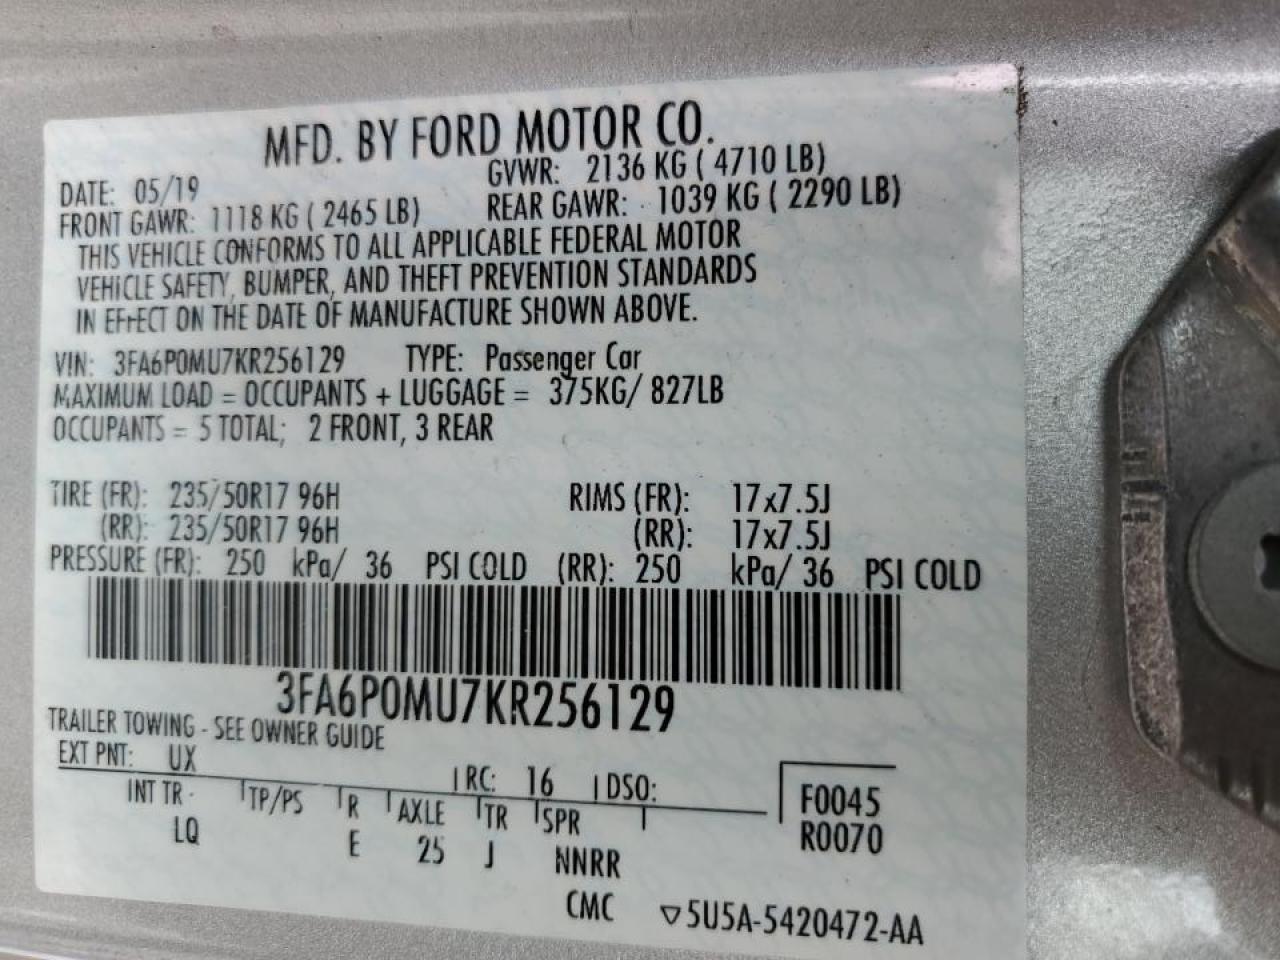 MFD. BY FORD MOTOR CO.
DATE: 05/19 GVWR: 2136 KG ( 4710 LB)
FRONT GAWR: 1118 KG ( 2465 LB) REAR GAWR: 1039 KG ( 2290 LB)
THIS VEHICLE CONFORMS TO ALL APPLICABLE FEDERAL MOTOR
VEHICLE SAFETY, BUMPER, AND THEFT PREVENTION STANDARDS
IN EFFECT ON THE DATE OF MANUFACTURE SHOWN ABOVE.
VIN: 3FA6P0MU7KR256129 TYPE: Passenger Car
MAXIMUM LOAD = OCCUPANTS + LUGGAGE = 375KG/ 827LB
OCCUPANTS = 5 TOTAL; 2 FRONT, 3 REAR
TIRE (FR): 235/50R17 96H RIMS (FR): 17x7.5J
(RR): 235/50R17 96H (RR): 17x7.5J
PRESSURE (FR): 250 kPa/ 36 PSI COLD (RR): 250 kPa/ 36 PSI COLD
3FA6P0MU7KR256129
TRAILER TOWING - SEE OWNER GUIDE
EXT PNT: UX RC: 16 DSO:
INT TR TP/PS R AXLE TR SPR F0045
LQ E 25 J NNRR R0070
CMC ▽5U5A-5420472-AA